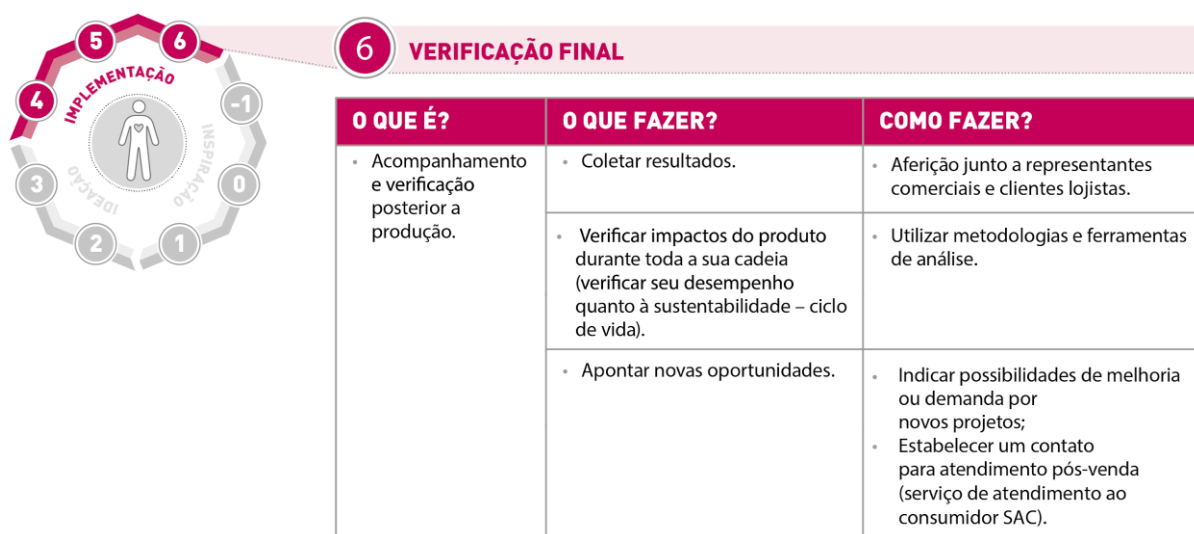 5
6
4
IMPLEMENTAÇÃO
-1
INSPIRAÇÃO
3
IDEAÇÃO
0
2
1
6
VERIFICAÇÃO FINAL
O QUE É?
O QUE FAZER?
COMO FAZER?
• Acompanhamento
e verificação
posterior a
produção.
• Coletar resultados.
• Aferição junto a representantes
comerciais e clientes lojistas.
• Verificar impactos do produto
durante toda a sua cadeia
(verificar seu desempenho
quanto à sustentabilidade – ciclo
de vida).
• Utilizar metodologias e ferramentas
de análise.
• Apontar novas oportunidades.
• Indicar possibilidades de melhoria
ou demanda por
novos projetos;
• Estabelecer um contato
para atendimento pós-venda
(serviço de atendimento ao
consumidor SAC).